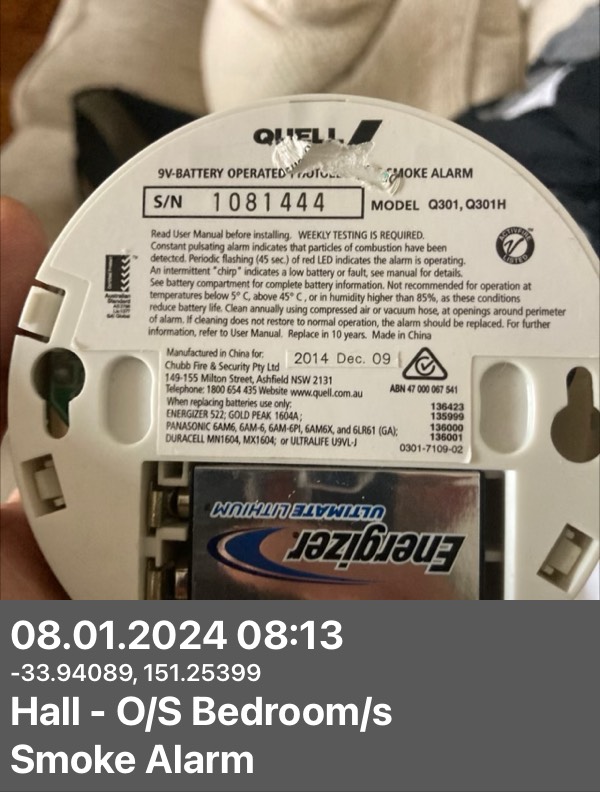 QUELL
9V-BATTERY OPERATED SMOKE ALARM
S/N 1081444 MODEL Q301, Q301H
Read User Manual before installing. WEEKLY TESTING IS REQUIRED.
Constant pulsating alarm indicates that particles of combustion have been
detected. Periodic flashing (45 sec.) of red LED indicates the alarm is operating.
An intermittent "chirp" indicates a low battery or fault, see manual for details.
See battery compartment for complete battery information. Not recommended for operation at
temperatures below 5° C, above 45° C, or in humidity higher than 85%, as these conditions
reduce battery life. Clean annually using compressed air or vacuum hose, at openings around perimeter
of alarm. If cleaning does not restore to normal operation, the alarm should be replaced. For further
information, refer to User Manual. Replace in 10 years. Made in China
ACTIVFIRE
LISTED
Australian
Standard
Manufactured in China for:
Chubb Fire & Security Pty Ltd
2014 Dec. 09
149-155 Milton Street, Ashfield NSW 2131
Telephone: 1800 654 435 Website www.quell.com.au
ABN 47 000 067 541
When replacing batteries use only:
ENERGIZER 522; GOLD PEAK 1604A;
PANASONIC 6AM6, 6AM-6, 6AM-6PI, 6AM6X, and 6LR61 (GA);
DURACELL MN1604, MX1604; or ULTRALIFE U9VL-J
136423
135999
136000
136001
0301-7109-02
Energizer
ULTIMATE LITHIUM
08.01.2024 08:13
-33.94089, 151.25399
Hall - O/S Bedroom/s
Smoke Alarm